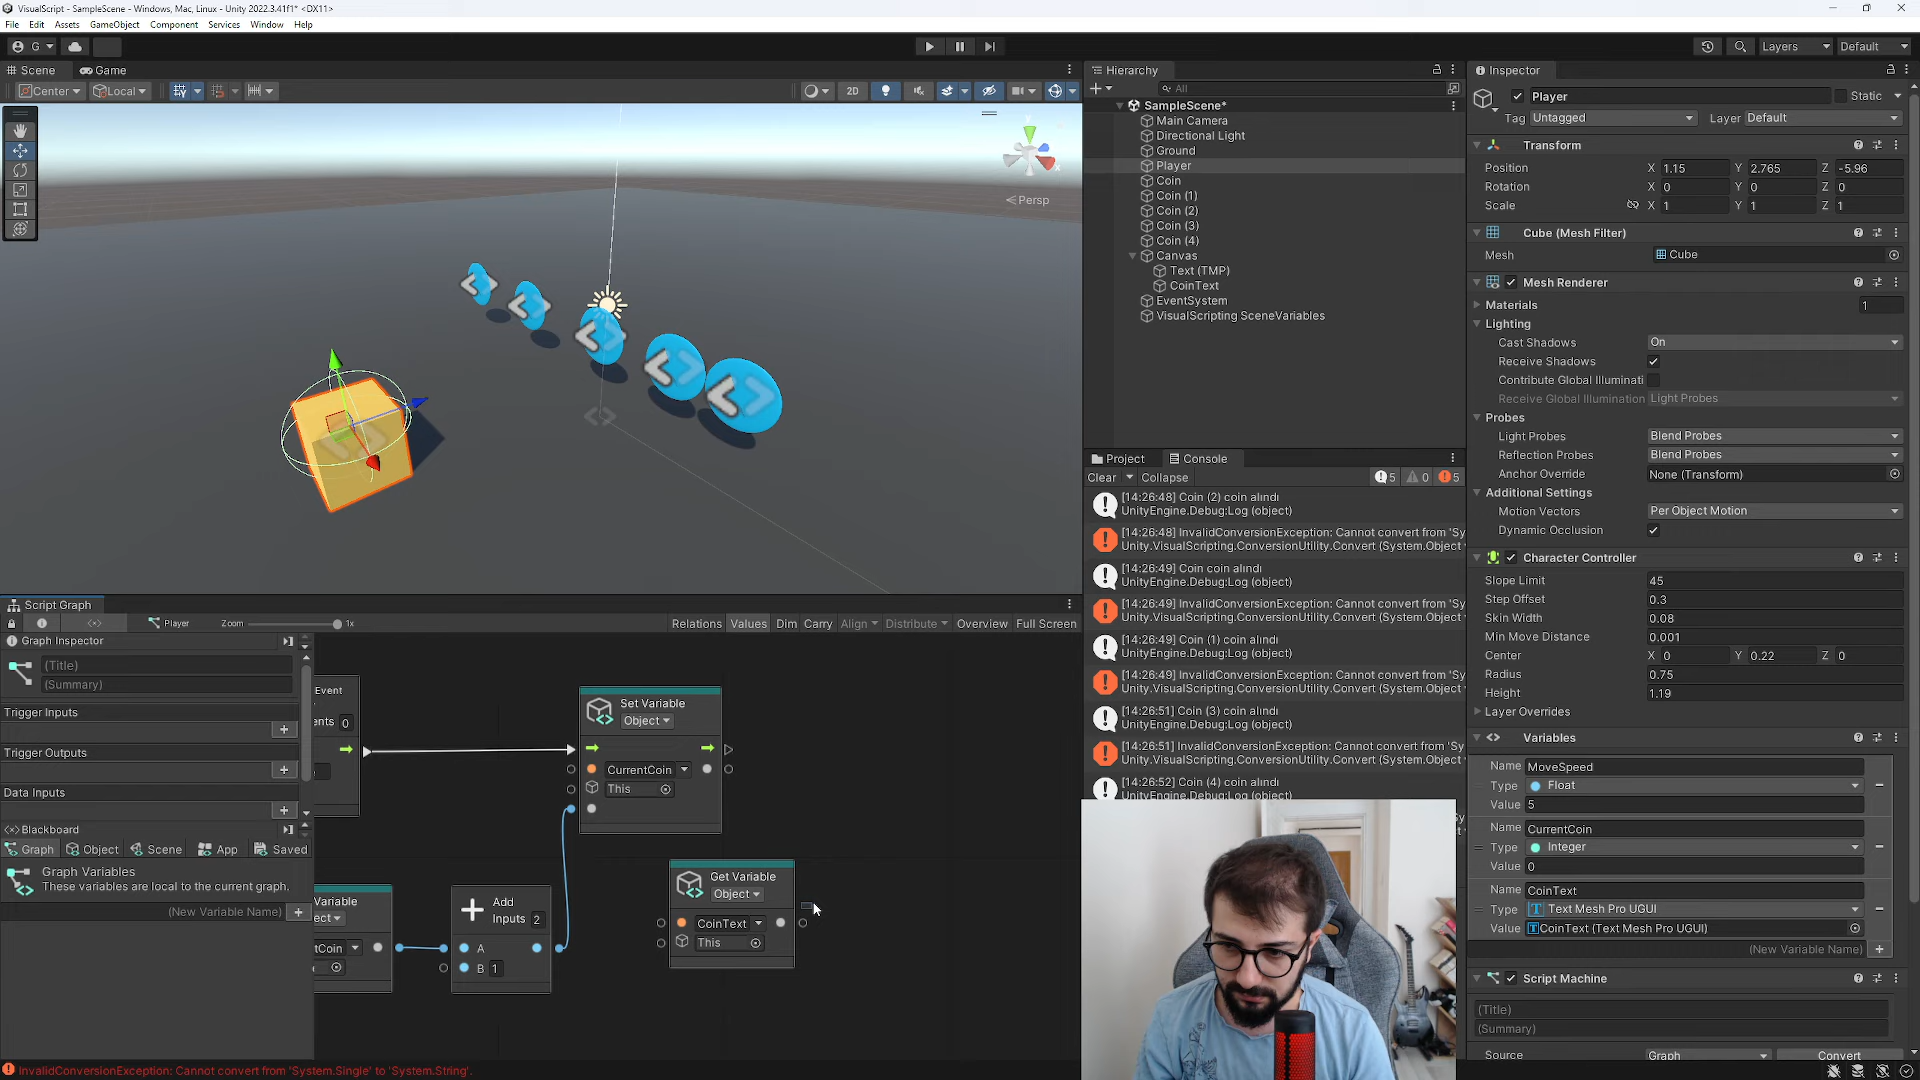 VisualScript - SampleScene - Windows, Mac, Linux - Unity 2022.3.41f1* <DX11>
File Edit Assets GameObject Component Services Window Help
G
Layers
Default
Scene Game
Center Local
2D
Persp
Hierarchy
All
SampleScene*
Main Camera
Directional Light
Ground
Player
Coin
Coin (1)
Coin (2)
Coin (3)
Coin (4)
Canvas
Text (TMP)
CoinText
EventSystem
VisualScripting SceneVariables
Project Console
Clear Collapse 5 0 5
[14:26:48] Coin (2) coin alındı
UnityEngine.Debug:Log (object)
[14:26:48] InvalidConversionException: Cannot convert from 'Sy
Unity.VisualScripting.ConversionUtility.Convert (System.Object
[14:26:49] Coin coin alındı
UnityEngine.Debug:Log (object)
[14:26:49] InvalidConversionException: Cannot convert from 'Sy
Unity.VisualScripting.ConversionUtility.Convert (System.Object
[14:26:49] Coin (1) coin alındı
UnityEngine.Debug:Log (object)
[14:26:49] InvalidConversionException: Cannot convert from 'Sy
Unity.VisualScripting.ConversionUtility.Convert (System.Object
[14:26:51] Coin (3) coin alındı
UnityEngine.Debug:Log (object)
[14:26:51] InvalidConversionException: Cannot convert from 'Sy
Unity.VisualScripting.ConversionUtility.Convert (System.Object
[14:26:52] Coin (4) coin alındı
UnityEngine.Debug:Log (object)
Inspector
Player Static
Tag Untagged Layer Default
Transform
Position X 1.15 Y 2.765 Z -5.96
Rotation X 0 Y 0 Z 0
Scale X 1 Y 1 Z 1
Cube (Mesh Filter)
Mesh Cube
Mesh Renderer
Materials 1
Lighting
Cast Shadows On
Receive Shadows
Contribute Global Illuminati
Receive Global Illumination Light Probes
Probes
Light Probes Blend Probes
Reflection Probes Blend Probes
Anchor Override None (Transform)
Additional Settings
Motion Vectors Per Object Motion
Dynamic Occlusion
Character Controller
Slope Limit 45
Step Offset 0.3
Skin Width 0.08
Min Move Distance 0.001
Center X 0 Y 0.22 Z 0
Radius 0.75
Height 1.19
Layer Overrides
Variables
Name MoveSpeed
Type Float
Value 5
Name CurrentCoin
Type Integer
Value 0
Name CoinText
Type Text Mesh Pro UGUI
Value CoinText (Text Mesh Pro UGUI)
(New Variable Name)
Script Machine
(Title)
(Summary)
Source Graph Convert
Script Graph
Player Zoom 1x Relations Values Dim Carry Align Distribute Overview Full Screen
Graph Inspector
(Title)
(Summary)
Trigger Inputs
Trigger Outputs
Data Inputs
Blackboard
Graph Object Scene App Saved
Graph Variables
These variables are local to the current graph.
(New Variable Name)
Event
ents 0
Set Variable
Object
CurrentCoin
This
Get Variable
Object
CoinText
This
Variable
ect
tCoin
Add
Inputs 2
A
B 1
InvalidConversionException: Cannot convert from 'System.Single' to 'System.String'.